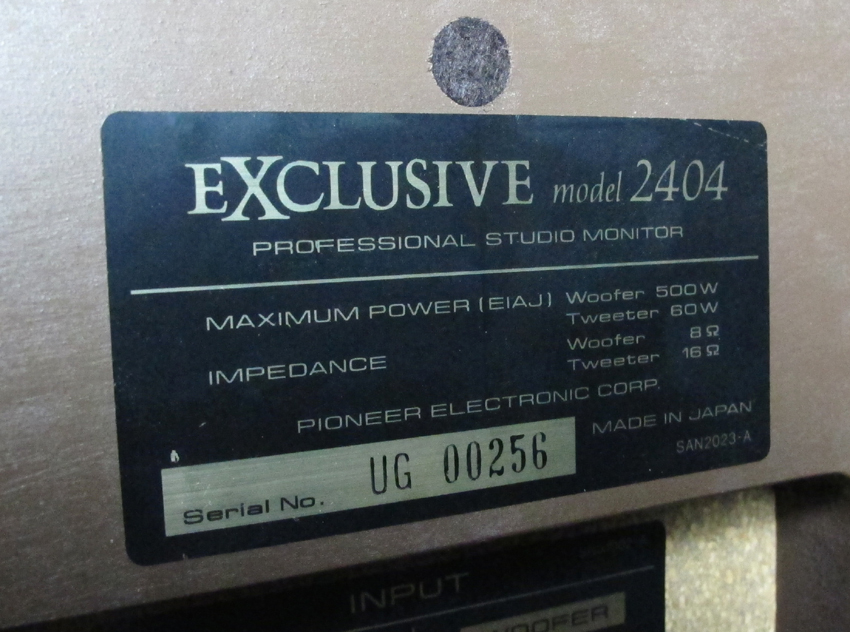 EXCLUSIVE model 2404
PROFESSIONAL STUDIO MONITOR
MAXIMUM POWER (EIAJ) Woofer 500W
Tweeter 60W
IMPEDANCE Woofer 8Ω
Tweeter 16Ω
PIONEER ELECTRONIC CORP.
MADE IN JAPAN
SAN2023-A
Serial No. UG 00256
INPUT
WOOFER